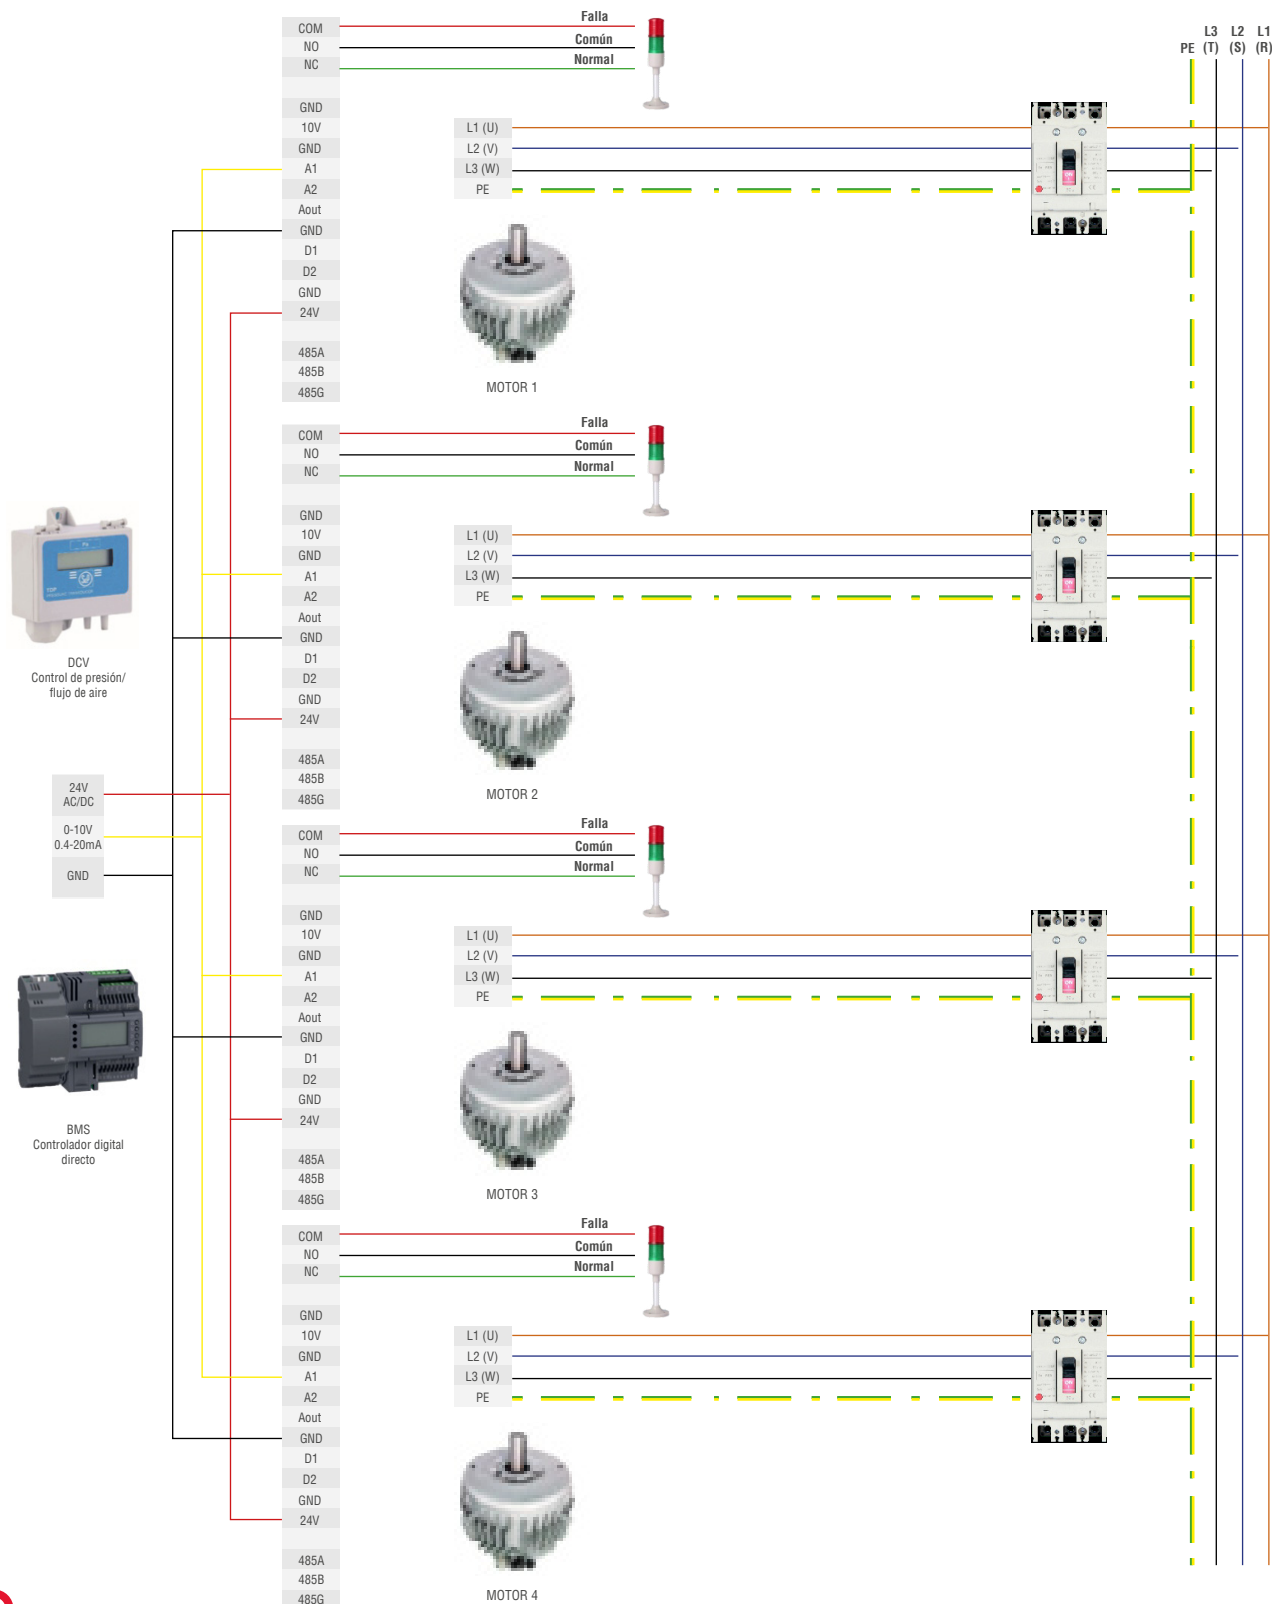 L3 L2 L1
PE (T) (S) (R)
COM
NO
NC
GND
10V
GND
A1
A2
Aout
GND
D1
D2
GND
24V
485A
485B
485G
Falla
Común
Normal
L1 (U)
L2 (V)
L3 (W)
PE
MOTOR 1
COM
NO
NC
GND
10V
GND
A1
A2
Aout
GND
D1
D2
GND
24V
485A
485B
485G
Falla
Común
Normal
L1 (U)
L2 (V)
L3 (W)
PE
MOTOR 2
DCV
Control de presión/
flujo de aire
24V
AC/DC
0-10V
0.4-20mA
GND
BMS
Controlador digital
directo
COM
NO
NC
GND
10V
GND
A1
A2
Aout
GND
D1
D2
GND
24V
485A
485B
485G
Falla
Común
Normal
L1 (U)
L2 (V)
L3 (W)
PE
MOTOR 3
COM
NO
NC
GND
10V
GND
A1
A2
Aout
GND
D1
D2
GND
24V
485A
485B
485G
Falla
Común
Normal
L1 (U)
L2 (V)
L3 (W)
PE
MOTOR 4